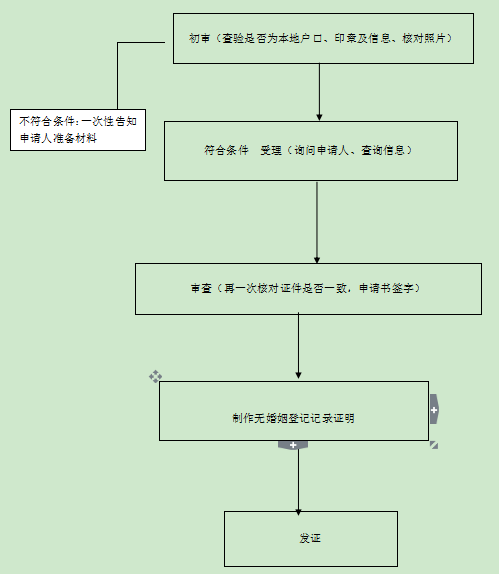 初审（查验是否为本地户口、印章及信息、核对照片）
不符合条件：一次性告知
申请人准备材料
符合条件　受理（询问申请人、查询信息）
审查（再一次核对证件是否一致，申请书签字）
制作无婚姻登记记录证明
发证